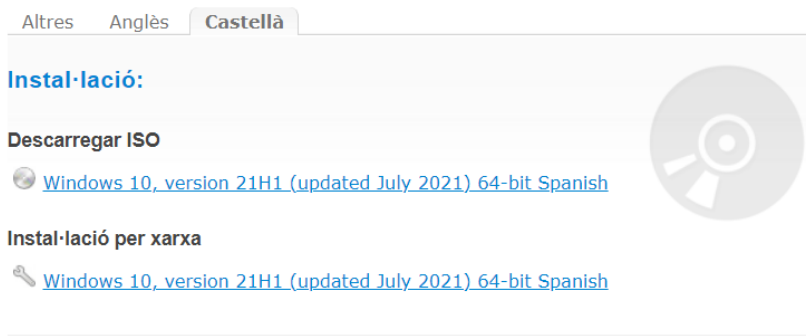 Altres Anglès Castellà
Instal·lació:
Descarregar ISO
Windows 10, version 21H1 (updated July 2021) 64-bit Spanish
Instal·lació per xarxa
Windows 10, version 21H1 (updated July 2021) 64-bit Spanish